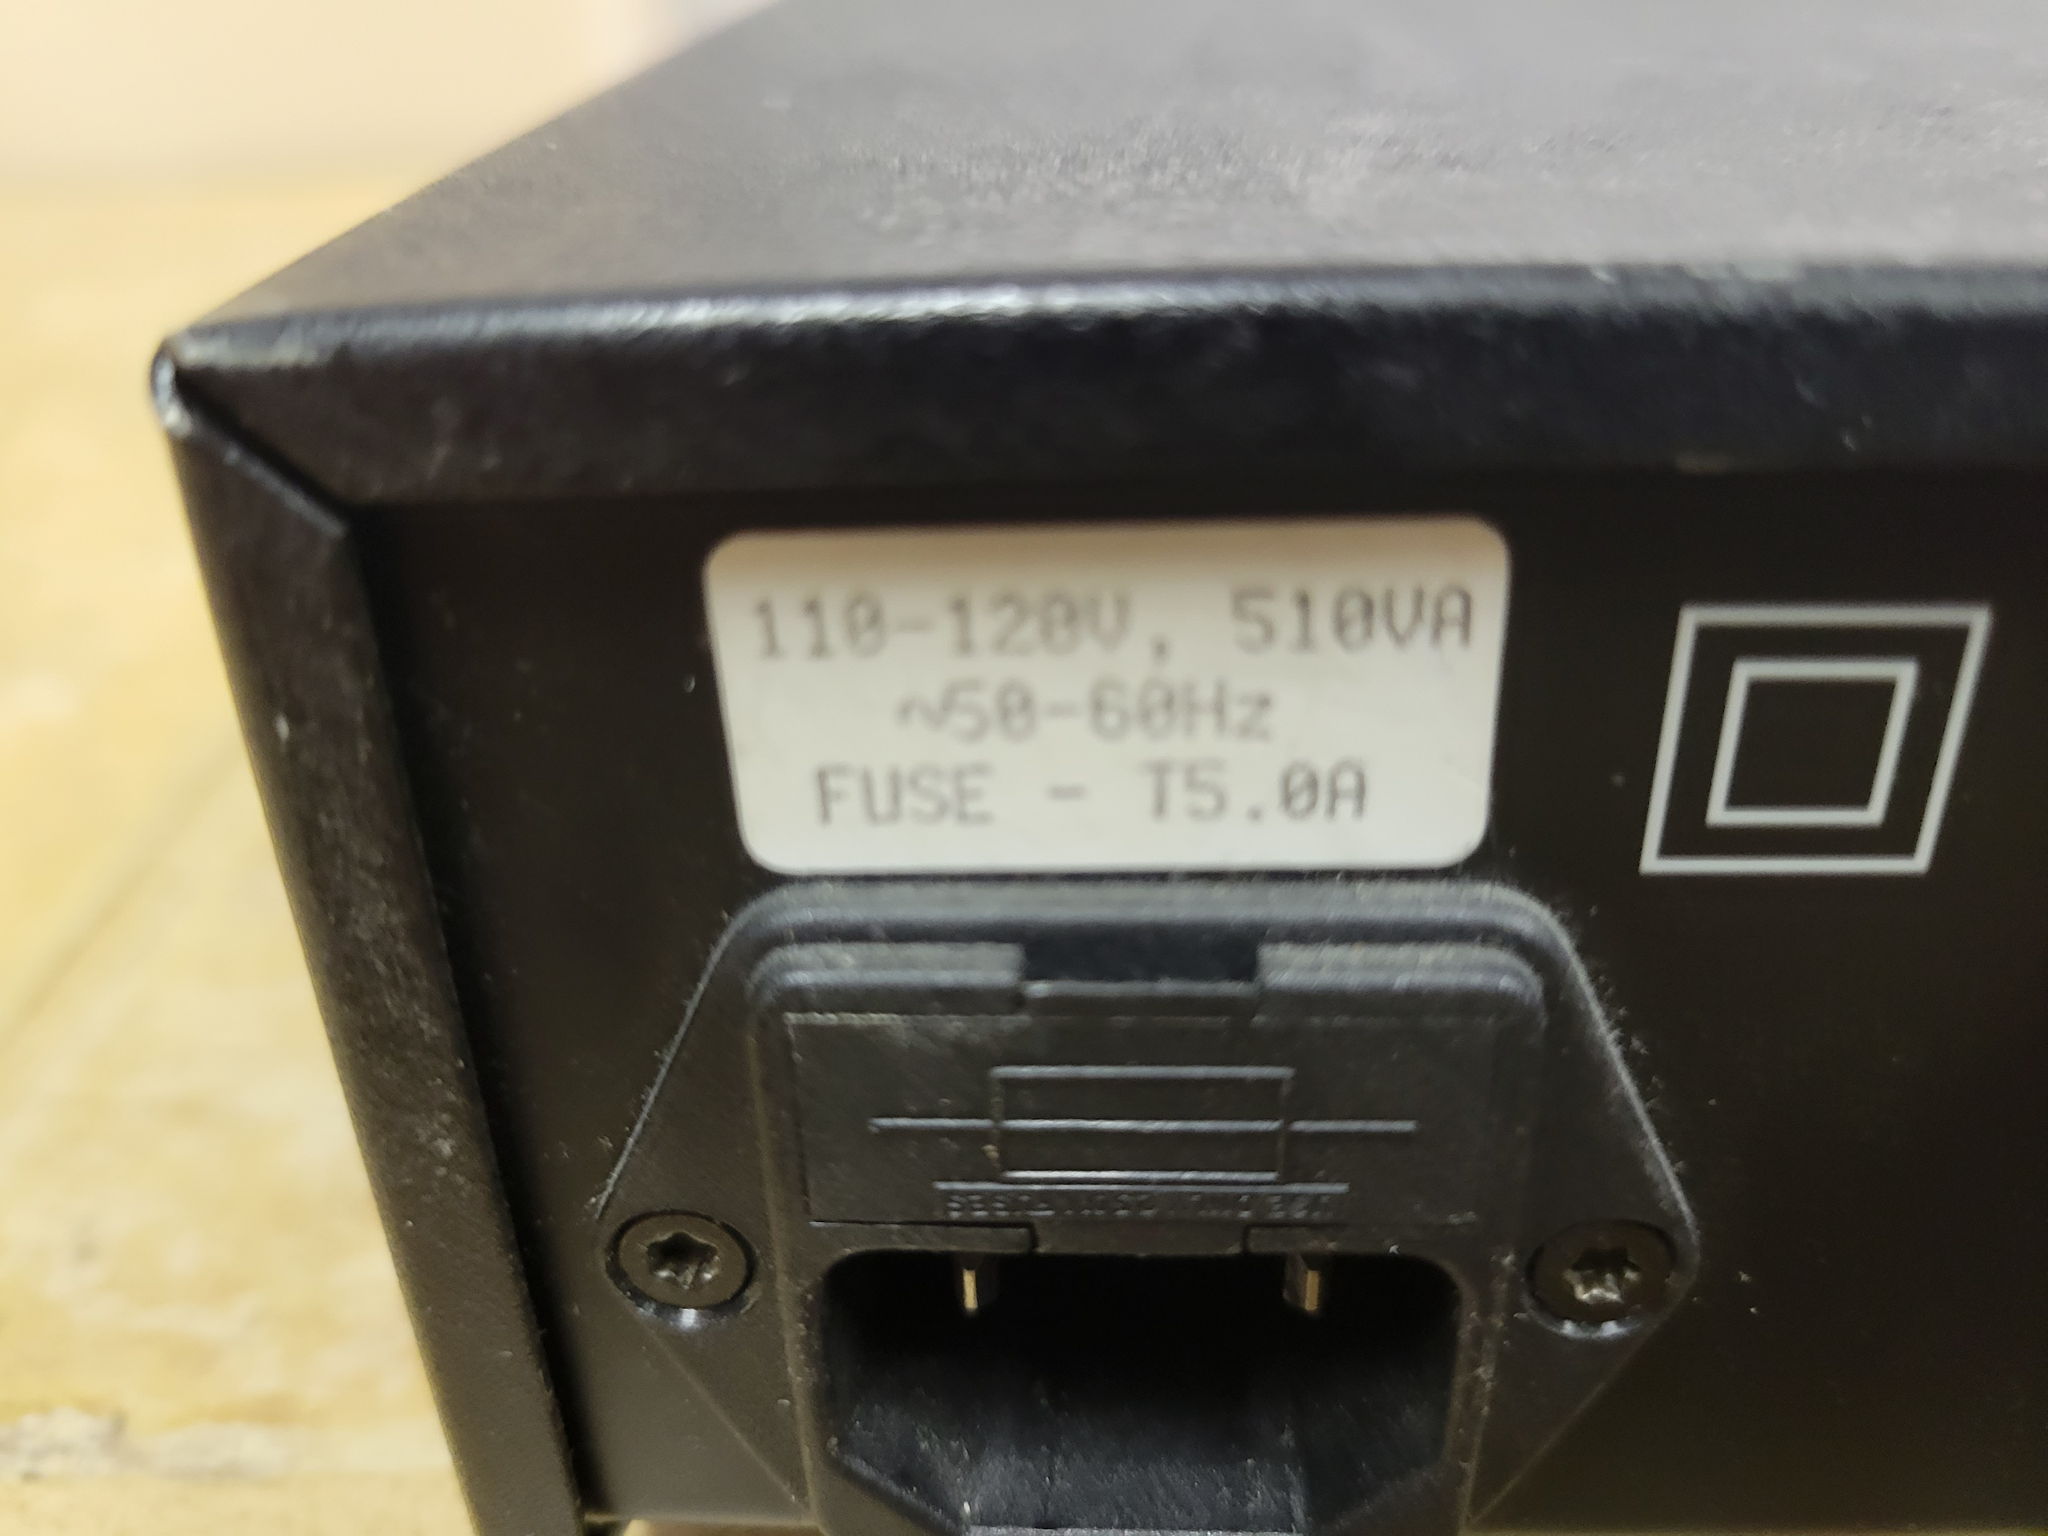 110-120V, 510VA
~50-60Hz
FUSE - T5.0A